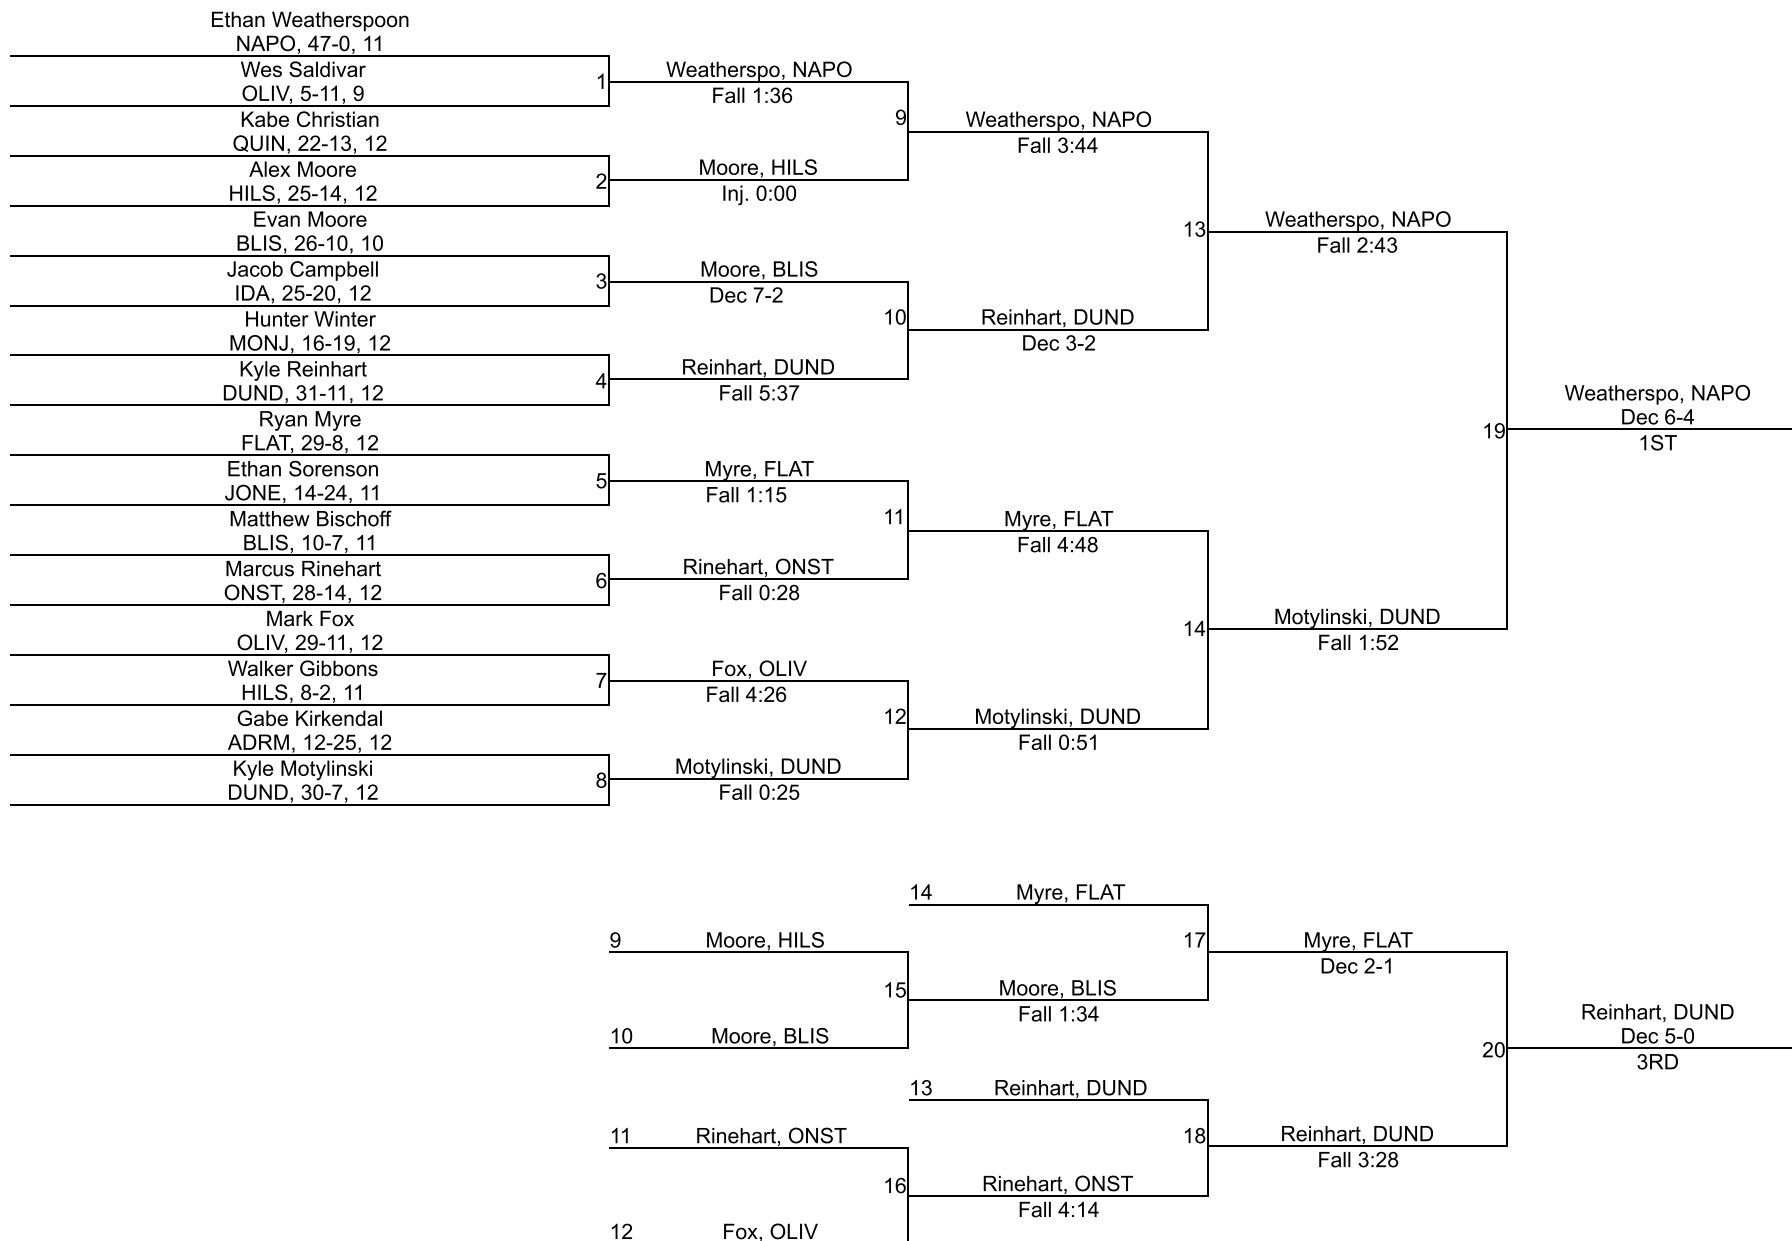 Ethan Weatherspoon
NAPO, 47-0, 11
Wes Saldivar
OLIV, 5-11, 9
Kabe Christian
QUIN, 22-13, 12
Alex Moore
HILS, 25-14, 12
Evan Moore
BLIS, 26-10, 10
Jacob Campbell
IDA, 25-20, 12
Hunter Winter
MONJ, 16-19, 12
Kyle Reinhart
DUND, 31-11, 12
Ryan Myre
FLAT, 29-8, 12
Ethan Sorenson
JONE, 14-24, 11
Matthew Bischoff
BLIS, 10-7, 11
Marcus Rinehart
ONST, 28-14, 12
Mark Fox
OLIV, 29-11, 12
Walker Gibbons
HILS, 8-2, 11
Gabe Kirkendal
ADRM, 12-25, 12
Kyle Motylinski
DUND, 30-7, 12
1
Weatherspo, NAPO
Fall 1:36
2
Moore, HILS
Inj. 0:00
3
Moore, BLIS
Dec 7-2
4
Reinhart, DUND
Fall 5:37
5
Myre, FLAT
Fall 1:15
6
Rinehart, ONST
Fall 0:28
7
Fox, OLIV
Fall 4:26
8
Motylinski, DUND
Fall 0:25
9
Weatherspo, NAPO
Fall 3:44
10
Reinhart, DUND
Dec 3-2
11
Myre, FLAT
Fall 4:48
12
Motylinski, DUND
Fall 0:51
13
Weatherspo, NAPO
Fall 2:43
14
Motylinski, DUND
Fall 1:52
19
Weatherspo, NAPO
Dec 6-4
1ST
9 Moore, HILS
10 Moore, BLIS
11 Rinehart, ONST
12 Fox, OLIV
14 Myre, FLAT
15
Moore, BLIS
Fall 1:34
13 Reinhart, DUND
16
Rinehart, ONST
Fall 4:14
17
Myre, FLAT
Dec 2-1
18
Reinhart, DUND
Fall 3:28
20
Reinhart, DUND
Dec 5-0
3RD